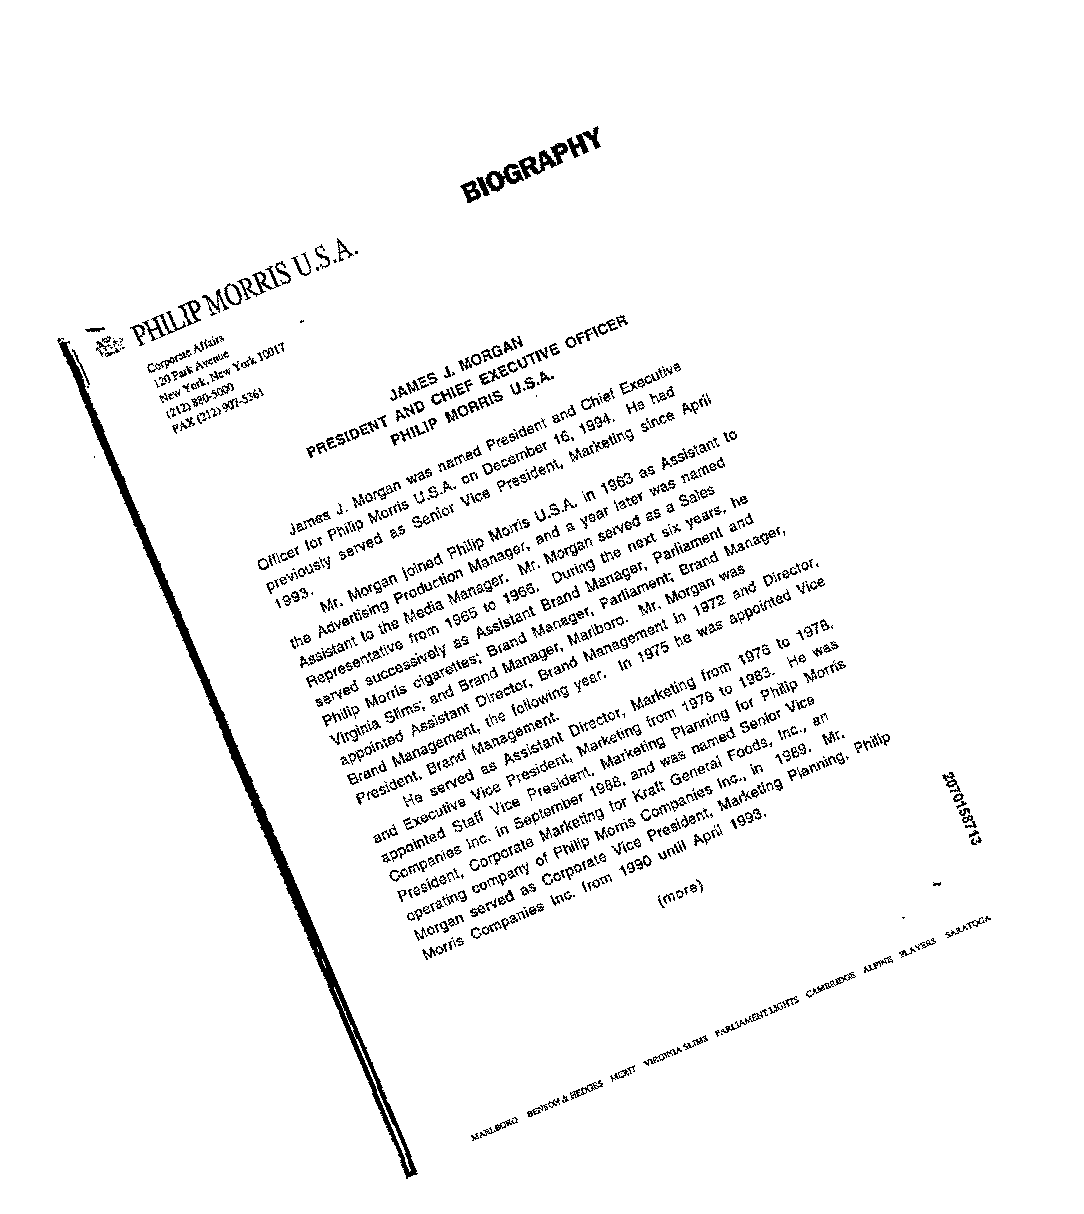 BIOGRAPHY
PHILIP MORRIS U.S.A.
Corporate Affairs
120 Park Avenue
New York, New York 10017
(212) 880-5000
FAX (212) 907-5361
JAMES J. MORGAN
PRESIDENT AND CHIEF EXECUTIVE OFFICER
PHILIP MORRIS U.S.A.
James J. Morgan was named President and Chief Executive
Officer for Philip Morris U.S.A. on December 16, 1994. He had
previously served as Senior Vice President, Marketing since April
1993.
Mr. Morgan joined Philip Morris U.S.A. in 1963 as Assistant to
the Advertising Production Manager, and a year later was named
Assistant to the Media Manager. Mr. Morgan served as a Sales
Representative from 1965 to 1966. During the next six years, he
served successively as Assistant Brand Manager, Parliament and
Philip Morris cigarettes; Brand Manager, Parliament; Brand Manager,
Virginia Slims; and Brand Manager, Marlboro. Mr. Morgan was
appointed Assistant Director, Brand Management in 1972 and Director,
Brand Management, the following year. In 1975 he was appointed Vice
President, Brand Management.
He served as Assistant Director, Marketing from 1976 to 1978,
and Executive Vice President, Marketing from 1978 to 1983. He was
appointed Staff Vice President, Marketing Planning for Philip Morris
Companies Inc. in September 1988, and was named Senior Vice
President, Corporate Marketing for Kraft General Foods, Inc., an
operating company of Philip Morris Companies Inc., in 1989. Mr.
Morgan served as Corporate Vice President, Marketing Planning, Philip
Morris Companies Inc. from 1990 until April 1993.
(more)
2070158713
MARLBORO BENSON & HEDGES MERIT VIRGINIA SLIMS PARLIAMENT LIGHTS CAMBRIDGE ALPINE PLAYERS SARATOGA